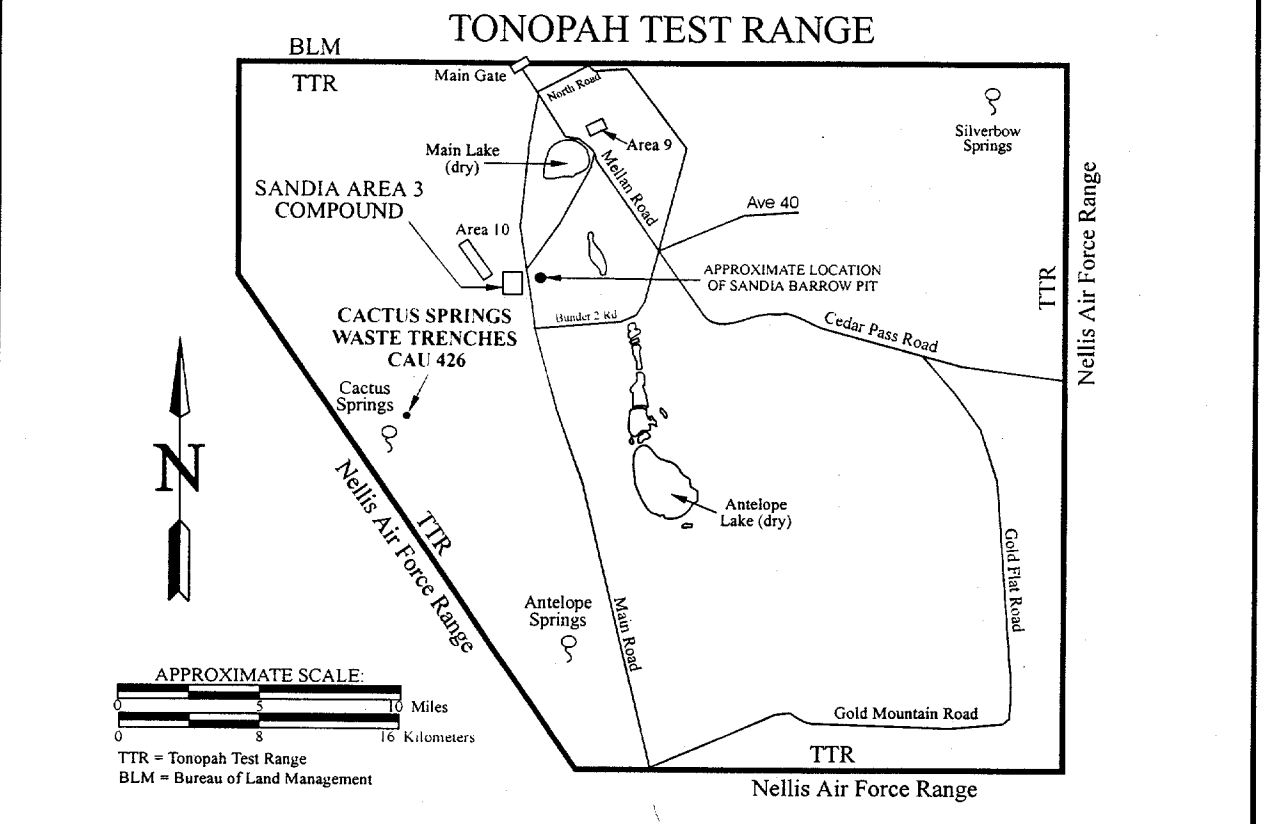 TONOPAH TEST RANGE
BLM
TTR
Main Gate
North Road
Silverbow
Springs
Area 9
Main Lake
(dry)
Mellan Road
SANDIA AREA 3
COMPOUND
Ave 40
Area 10
APPROXIMATE LOCATION
OF SANDIA BARROW PIT
TTR
Nellis Air Force Range
CACTUS SPRINGS
WASTE TRENCHES
CAU 426
Bunder 2 Rd
Cedar Pass Road
Cactus
Springs
N
Nellis Air Force Range
TTR
Antelope
Lake (dry)
Gold Flat Road
Antelope
Springs
Main Road
APPROXIMATE SCALE:
0 5 10 Miles
0 8 16 Kilometers
Gold Mountain Road
TTR
Nellis Air Force Range
TTR = Tonopah Test Range
BLM = Bureau of Land Management